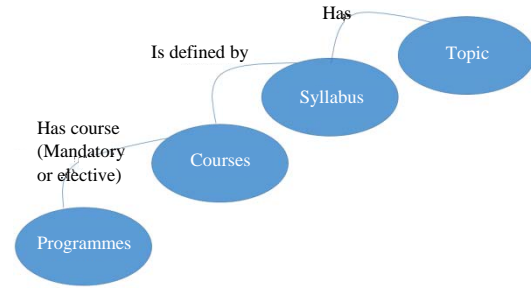 Has
Topic
Is defined by
Syllabus
Has course
(Mandatory
or elective)
Courses
Programmes